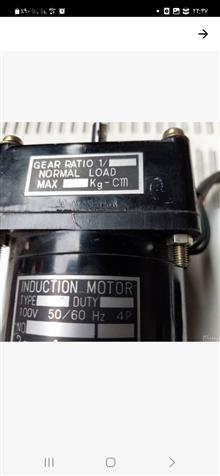 GEAR RATIO 1/
NORMAL LOAD
MAX Kg-cm
INDUCTION MOTOR
TYPE DUTY
100V 50/60 Hz 4P
NO